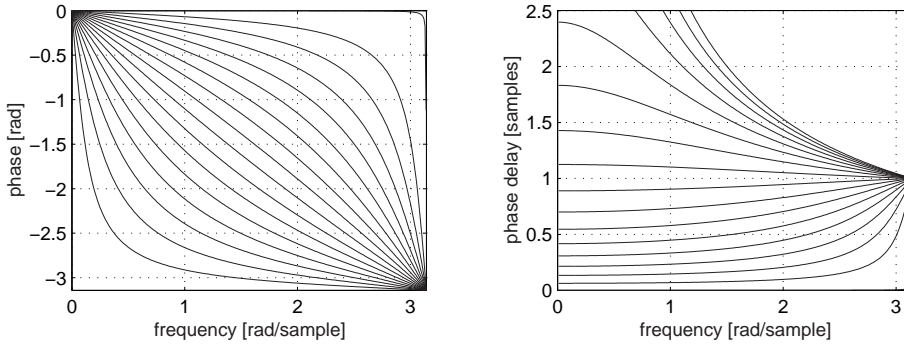 0
−0.5
−1
−1.5
−2
−2.5
−3
0 1 2 3
frequency [rad/sample]
phase [rad]
2.5
2
1.5
1
0.5
0
0 1 2 3
frequency [rad/sample]
phase delay [samples]